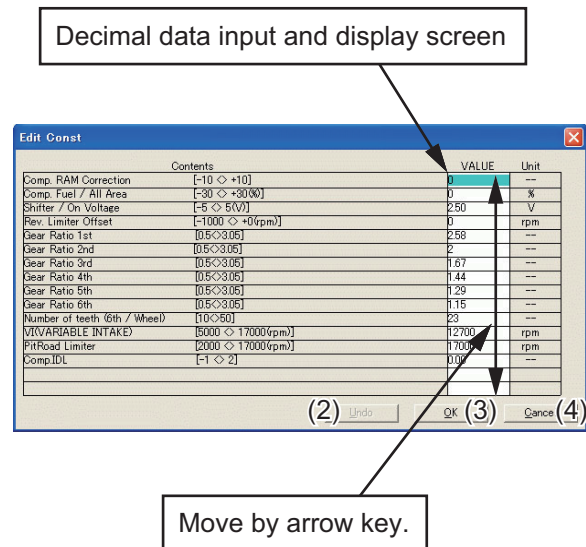 Decimal data input and display screen
Edit Const
Contents VALUE Unit
Comp. RAM Correction [-10 <> +10] 0 --
Comp. Fuel / All Area [-30 <> +30(%)] 0 %
Shifter / On Voltage [-5 <> 5(V)] 2.50 V
Rev. Limiter Offset [-1000 <> +0(rpm)] 0 rpm
Gear Ratio 1st [0.5<>3.05] 2.58 --
Gear Ratio 2nd [0.5<>3.05] 2 --
Gear Ratio 3rd [0.5<>3.05] 1.67 --
Gear Ratio 4th [0.5<>3.05] 1.44 --
Gear Ratio 5th [0.5<>3.05] 1.29 --
Gear Ratio 6th [0.5<>3.05] 1.15 --
Number of teeth (6th / Wheel) [10<>50] 23 --
VI(VARIABLE INTAKE) [5000 <> 17000(rpm)] 12700 rpm
PitRoad Limiter [2000 <> 17000(rpm)] 17000 rpm
Comp.IDL [-1 <> 2] 0.00 --
(2) Undo OK (3) Cance (4)
Move by arrow key.